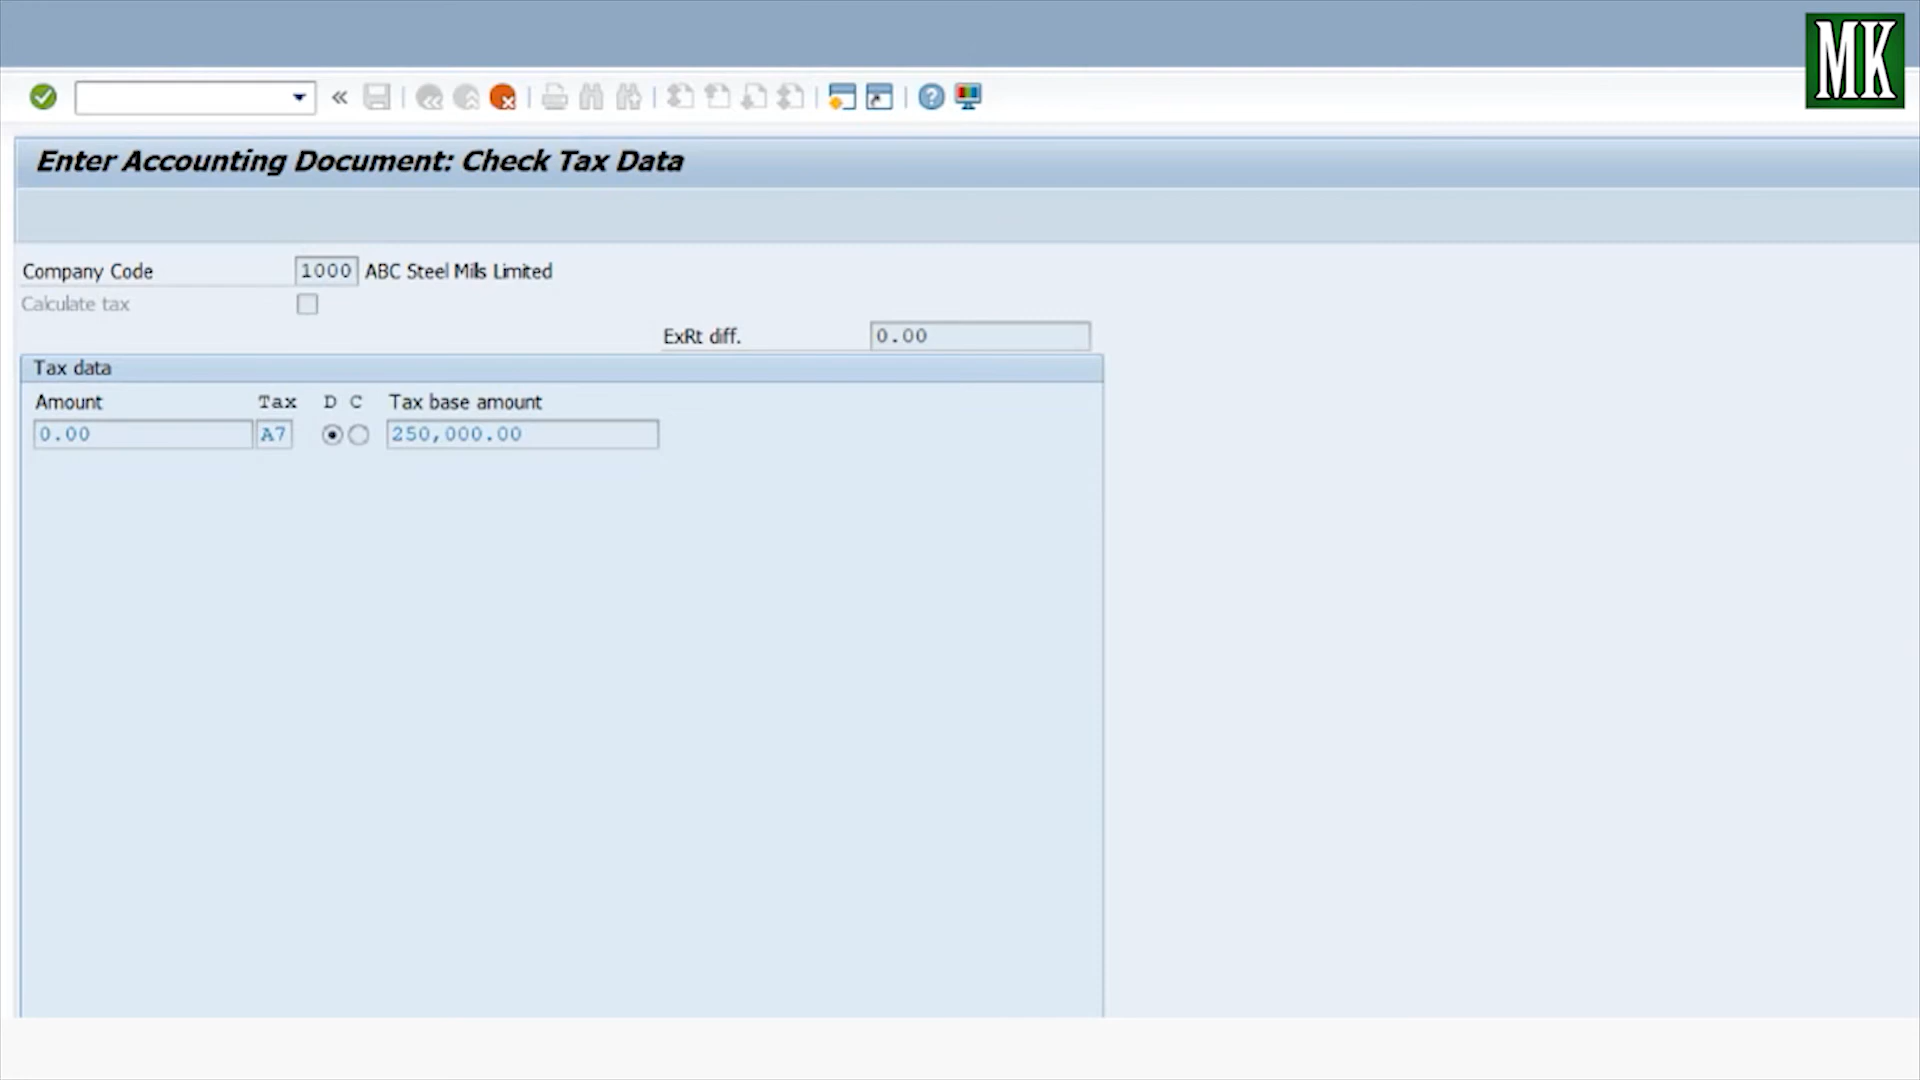 MK
Enter Accounting Document: Check Tax Data
Company Code 1000 ABC Steel Mills Limited
Calculate tax
ExRt diff. 0.00
Tax data
Amount Tax D C Tax base amount
0.00 A7 250,000.00